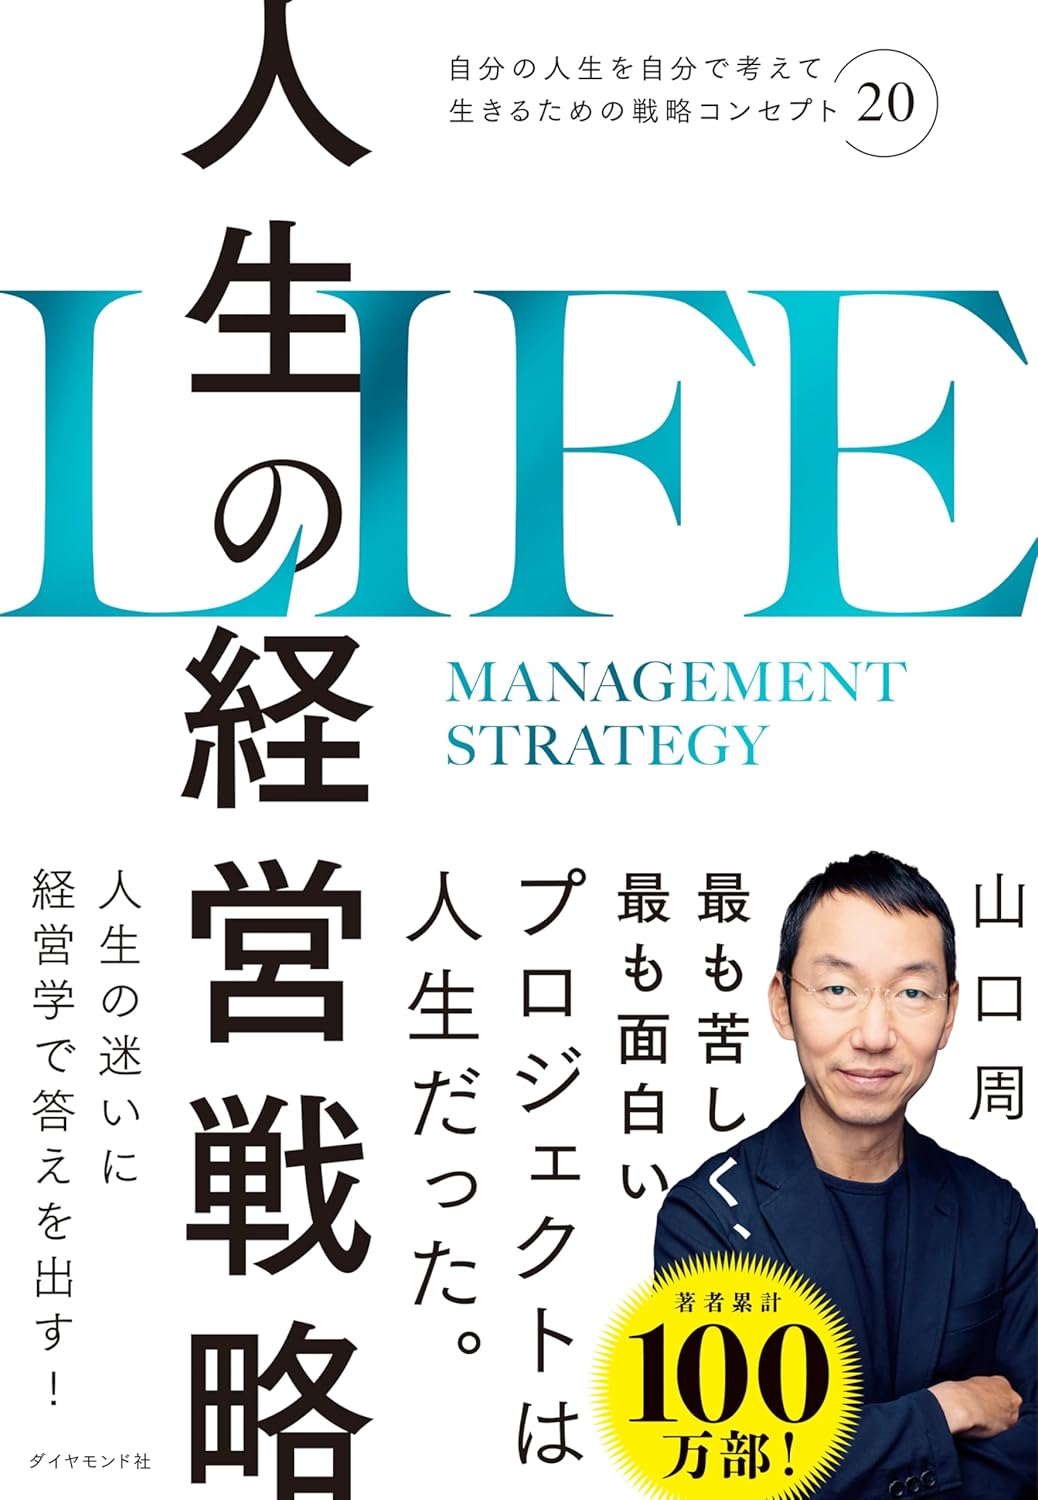 自分の人生を自分で考えて
生きるための戦略コンセプト20
人生の経営戦略
LIFE
MANAGEMENT
STRATEGY
山口周
最も苦しく、
最も面白い
プロジェクトは
人生だった。
人生の迷いに
経営学で答えを出す!
著者累計
100
万部!
ダイヤモンド社